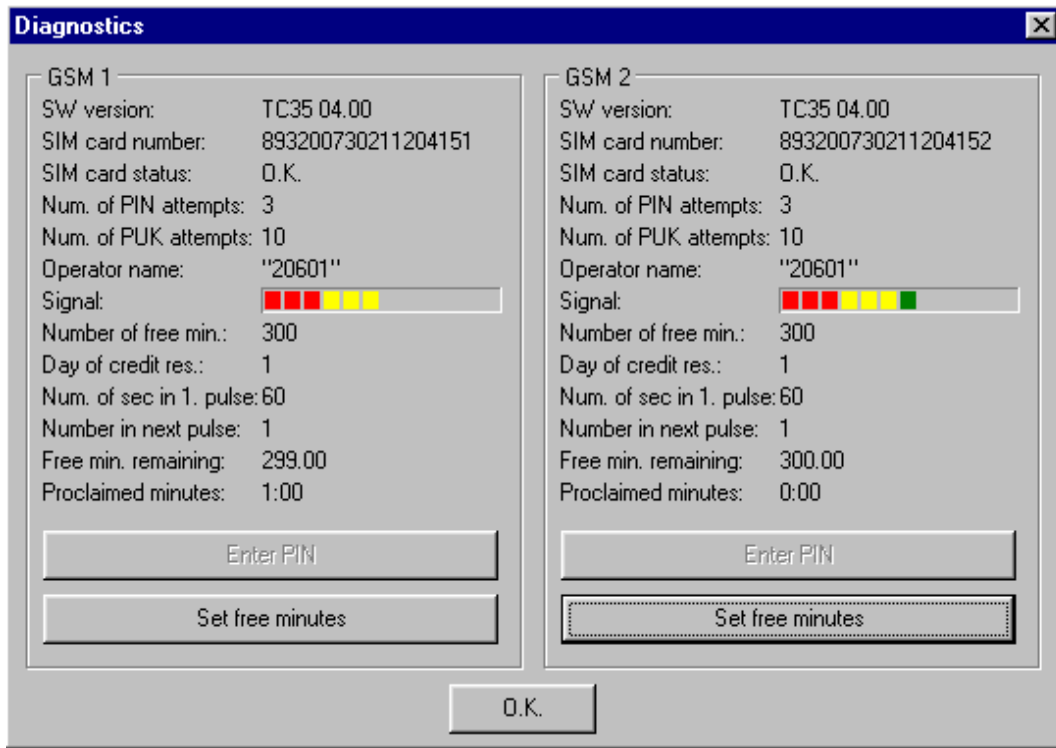 Diagnostics
GSM 1
SW version: TC35 04.00
SIM card number: 893200730211204151
SIM card status: O.K.
Num. of PIN attempts: 3
Num. of PUK attempts: 10
Operator name: "20601"
Signal:
Number of free min.: 300
Day of credit res.: 1
Num. of sec in 1. pulse: 60
Number in next pulse: 1
Free min. remaining: 299.00
Proclaimed minutes: 1:00
Enter PIN
Set free minutes
GSM 2
SW version: TC35 04.00
SIM card number: 893200730211204152
SIM card status: O.K.
Num. of PIN attempts: 3
Num. of PUK attempts: 10
Operator name: "20601"
Signal:
Number of free min.: 300
Day of credit res.: 1
Num. of sec in 1. pulse: 60
Number in next pulse: 1
Free min. remaining: 300.00
Proclaimed minutes: 0:00
Enter PIN
Set free minutes
O.K.